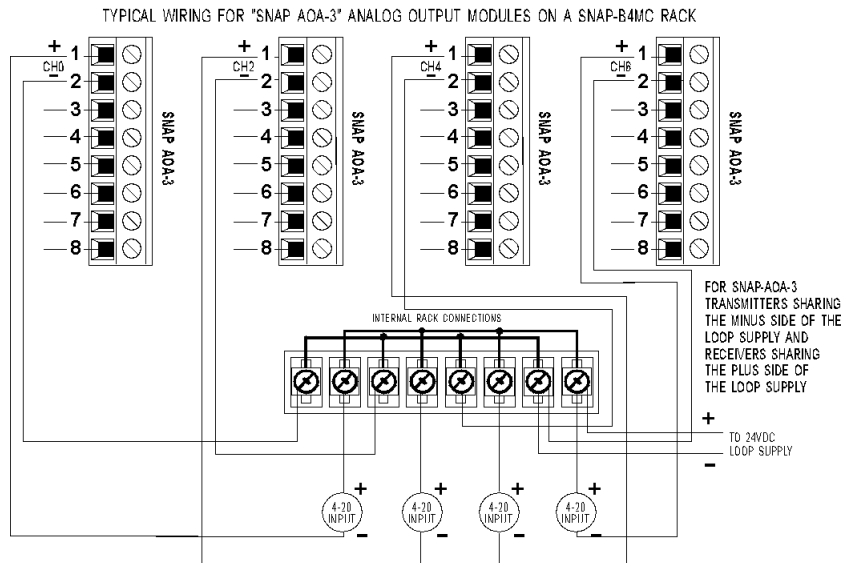 TYPICAL WIRING FOR "SNAP AOA-3" ANALOG OUTPUT MODULES ON A SNAP-B4MC RACK
+ 1
CH0
- 2
3
4
5
6
7
8
SNAP AOA-3
+ 1
CH2
- 2
3
4
5
6
7
8
SNAP AOA-3
+ 1
CH4
- 2
3
4
5
6
7
8
SNAP AOA-3
+ 1
CH6
- 2
3
4
5
6
7
8
SNAP AOA-3
FOR SNAP-AOA-3
TRANSMITTERS SHARING
THE MINUS SIDE OF THE
LOOP SUPPLY AND
RECEIVERS SHARING
THE PLUS SIDE OF
THE LOOP SUPPLY
INTERNAL RACK CONNECTIONS
+
TO 24VDC
LOOP SUPPLY
-
+
4-20
INPUT
-
+
4-20
INPUT
-
+
4-20
INPUT
-
+
4-20
INPUT
-